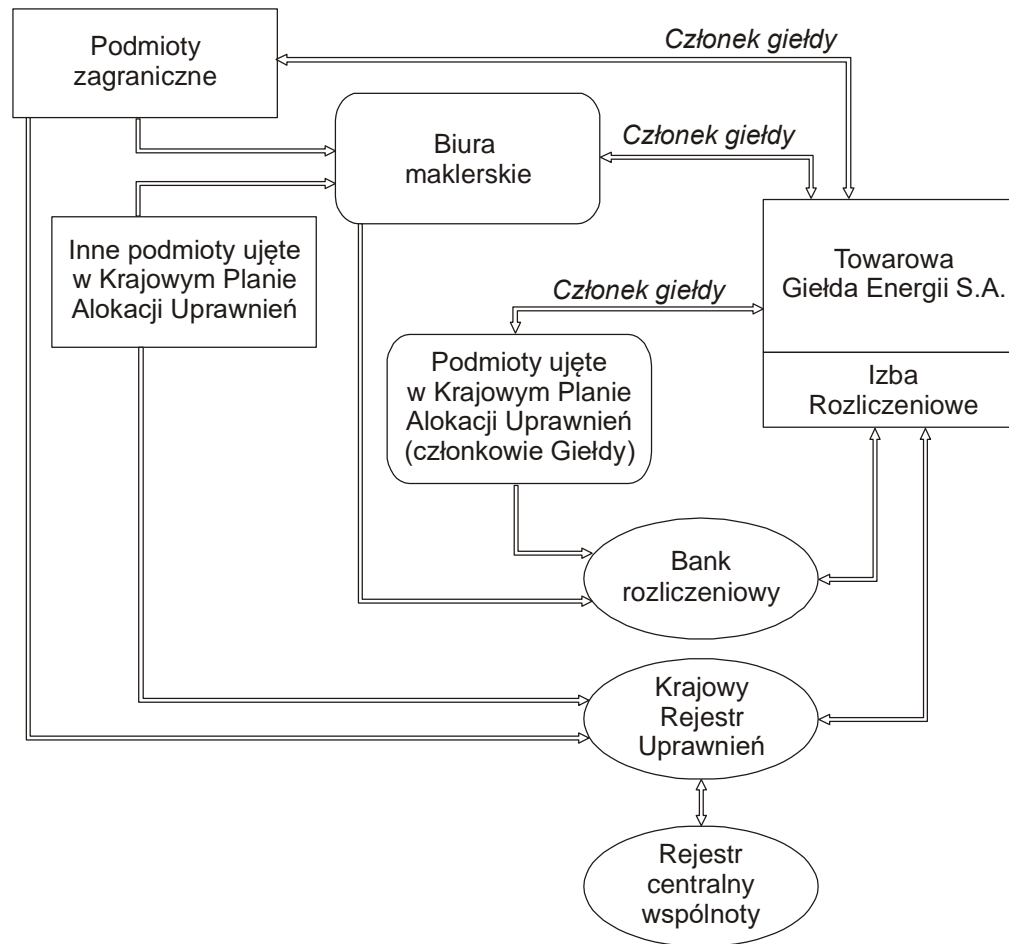 Podmioty
zagraniczne
Członek giełdy
Biura
maklerskie
Członek giełdy
Inne podmioty ujęte
w Krajowym Planie
Alokacji Uprawnień
Towarowa
Giełda Energii S.A.
Członek giełdy
Podmioty ujęte
w Krajowym Planie
Alokacji Uprawnień
(członkowie Giełdy)
Izba
Rozliczeniowe
Bank
rozliczeniowy
Krajowy
Rejestr
Uprawnień
Rejestr
centralny
wspólnoty